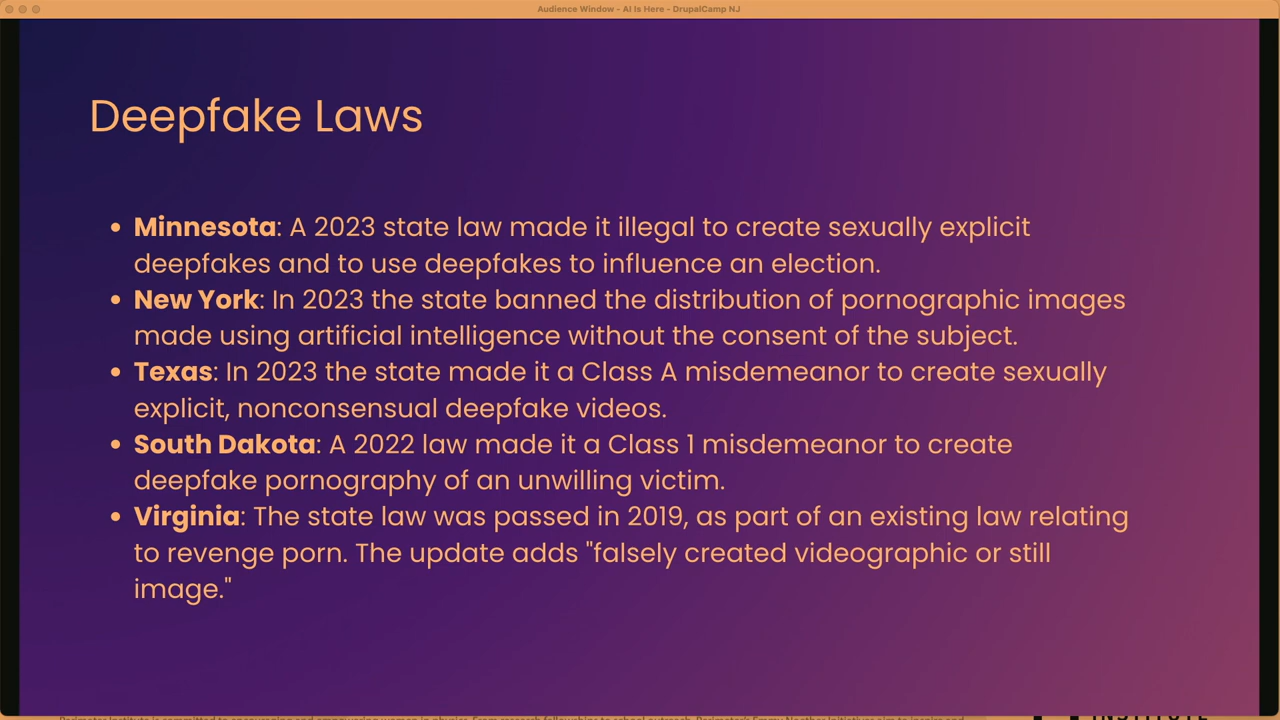 Audience Window - AI Is Here - DrupalCamp NJ
Deepfake Laws
• Minnesota: A 2023 state law made it illegal to create sexually explicit
deepfakes and to use deepfakes to influence an election.
• New York: In 2023 the state banned the distribution of pornographic images
made using artificial intelligence without the consent of the subject.
• Texas: In 2023 the state made it a Class A misdemeanor to create sexually
explicit, nonconsensual deepfake videos.
• South Dakota: A 2022 law made it a Class 1 misdemeanor to create
deepfake pornography of an unwilling victim.
• Virginia: The state law was passed in 2019, as part of an existing law relating
to revenge porn. The update adds "falsely created videographic or still
image."